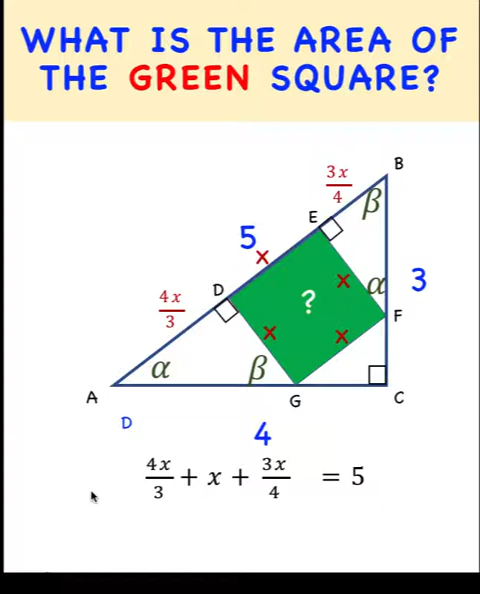 WHAT IS THE AREA OF
THE GREEN SQUARE?
B
3x/4
β
E
5
x
D
x
α
3
4x/3
?
F
x
x
α
β
A
G
C
D
4
4x/3 + x + 3x/4 = 5